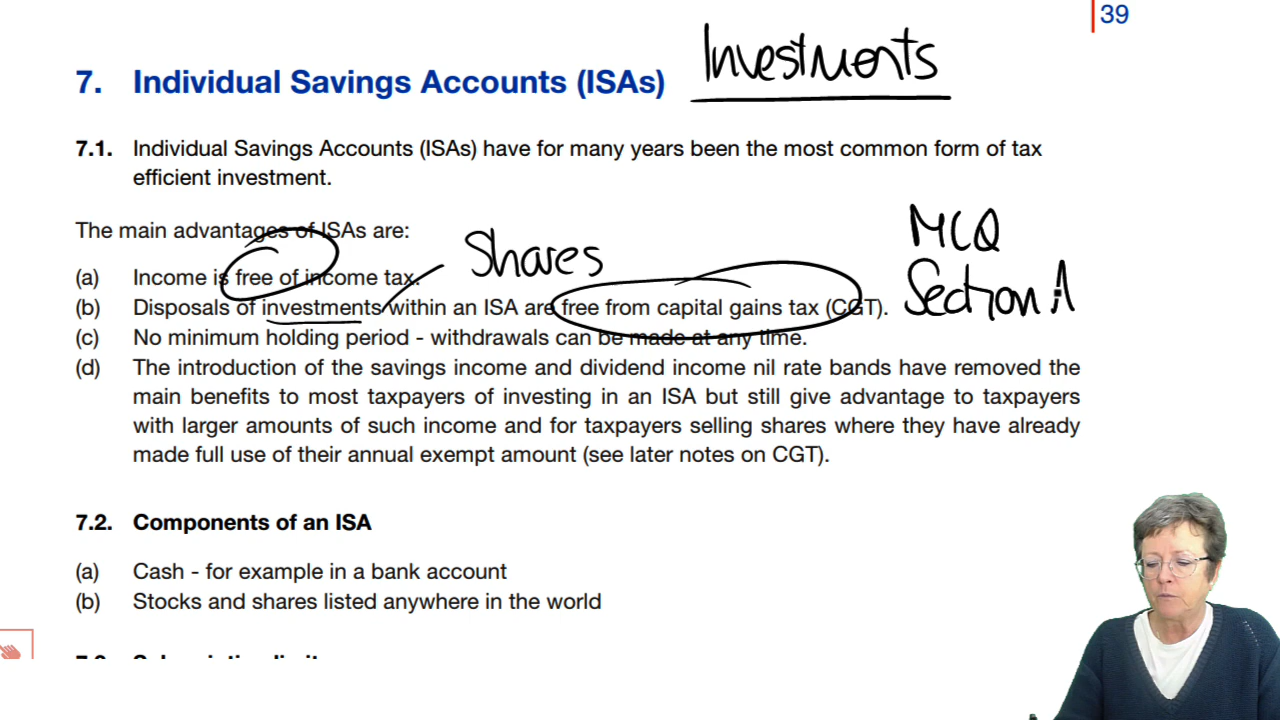 39
7. Individual Savings Accounts (ISAs) Investments
7.1. Individual Savings Accounts (ISAs) have for many years been the most common form of tax
efficient investment.
The main advantages of ISAs are:
MCQ
Shares
(a) Income is free of income tax.
Section A
(b) Disposals of investments within an ISA are free from capital gains tax (CGT).
(c) No minimum holding period - withdrawals can be made at any time.
(d) The introduction of the savings income and dividend income nil rate bands have removed the
main benefits to most taxpayers of investing in an ISA but still give advantage to taxpayers
with larger amounts of such income and for taxpayers selling shares where they have already
made full use of their annual exempt amount (see later notes on CGT).
7.2. Components of an ISA
(a) Cash - for example in a bank account
(b) Stocks and shares listed anywhere in the world